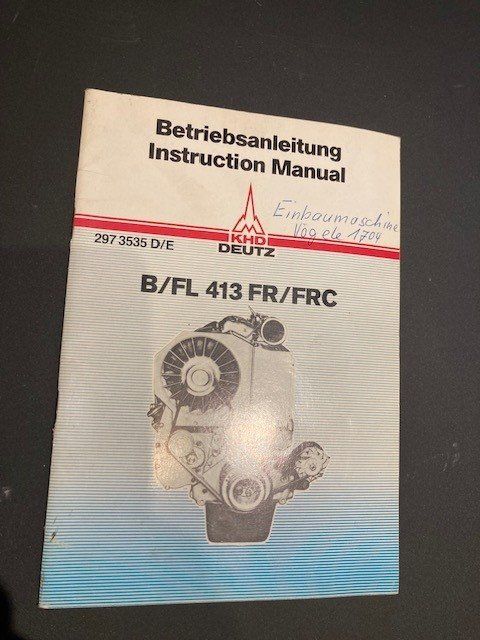 Betriebsanleitung
Instruction Manual
Einbaumaschine
Vögele 1704
KHD
DEUTZ
297 3535 D/E
B/FL 413 FR/FRC